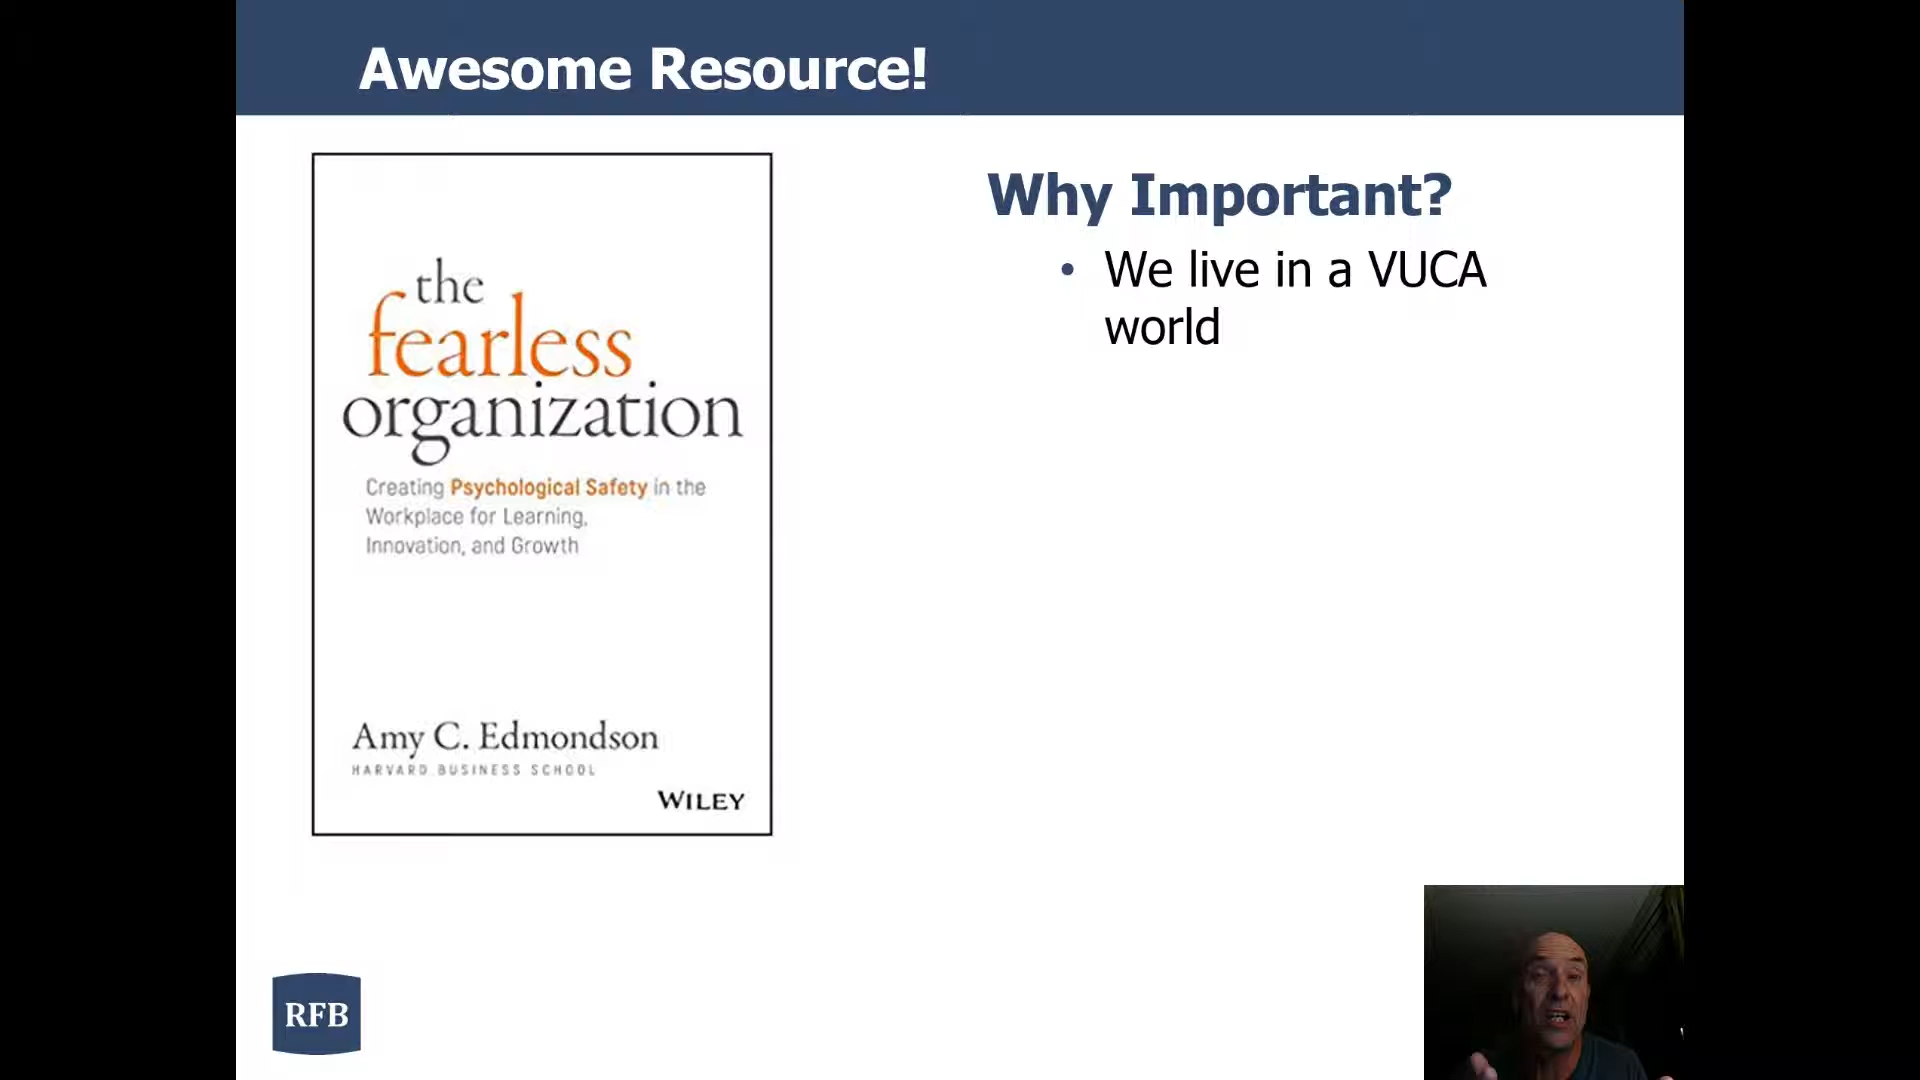 Awesome Resource!
the
fearless
organization
Creating Psychological Safety in the
Workplace for Learning,
Innovation, and Growth
Amy C. Edmondson
HARVARD BUSINESS SCHOOL
WILEY
Why Important?
• We live in a VUCA
world
RFB